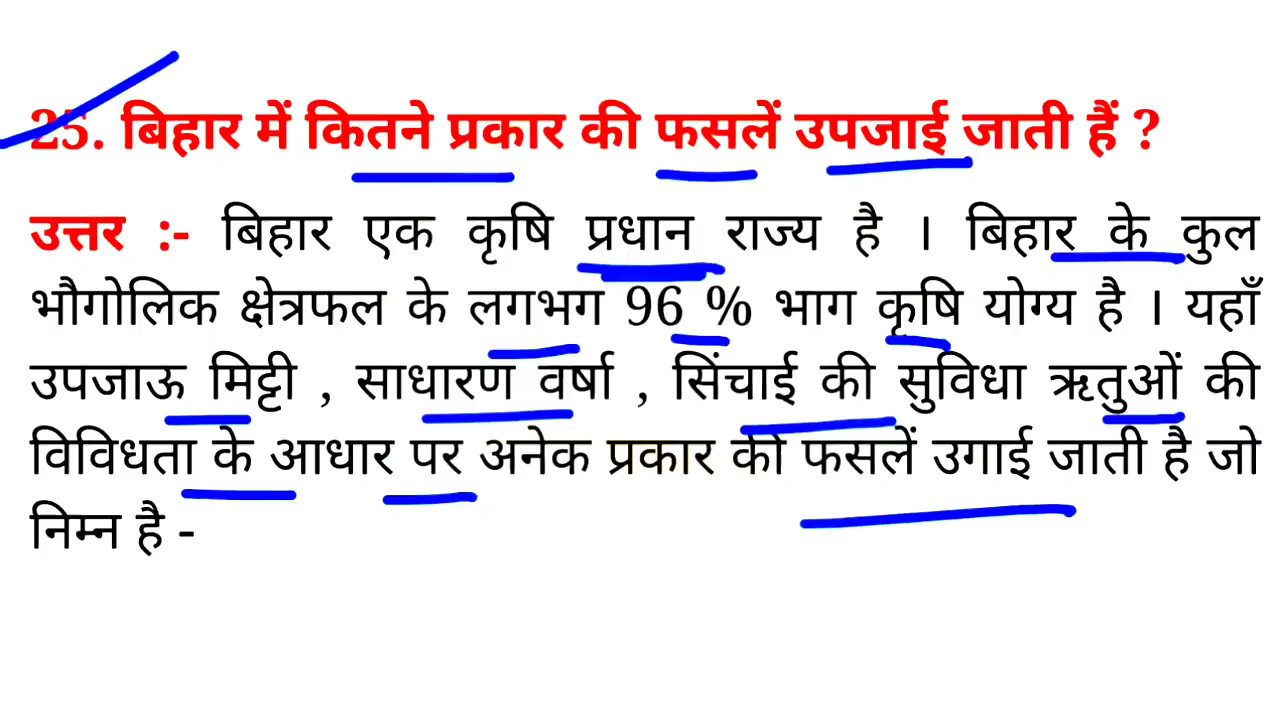 25. बिहार में कितने प्रकार की फसलें उपजाई जाती हैं ?
उत्तर :- बिहार एक कृषि प्रधान राज्य है । बिहार के कुल
भौगोलिक क्षेत्रफल के लगभग 96 % भाग कृषि योग्य है । यहाँ
उपजाऊ मिट्टी , साधारण वर्षा , सिंचाई की सुविधा ऋतुओं की
विविधता के आधार पर अनेक प्रकार की फसलें उगाई जाती है जो
निम्न है -